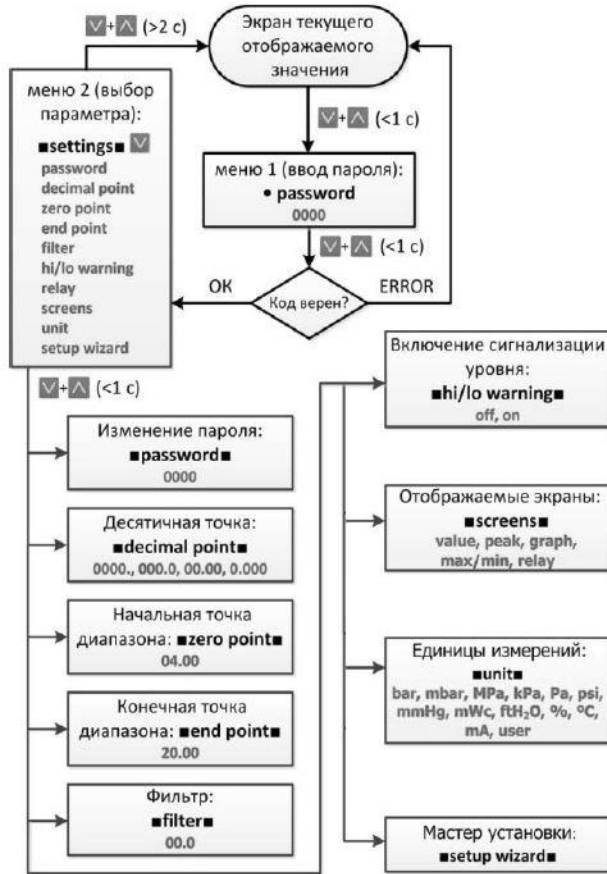 ∨+∧ (>2 с)
Экран текущего
отображаемого
значения
меню 2 (выбор
параметра):
■settings■ ∨
password
decimal point
zero point
end point
filter
hi/lo warning
relay
screens
unit
setup wizard
∨+∧ (<1 с)
меню 1 (ввод пароля):
• password
0000
∨+∧ (<1 с)
OK
Код верен?
ERROR
∨+∧ (<1 с)
Изменение пароля:
■password■
0000
Десятичная точка:
■decimal point■
0000., 000.0, 00.00, 0.000
Начальная точка
диапазона: ■zero point■
04.00
Конечная точка
диапазона: ■end point■
20.00
Фильтр:
■filter■
00.0
Включение сигнализации
уровня:
■hi/lo warning■
off, on
Отображаемые экраны:
■screens■
value, peak, graph,
max/min, relay
Единицы измерений:
■unit■
bar, mbar, MPa, kPa, Pa, psi,
mmHg, mWc, ftH₂O, %, ºC,
mA, user
Мастер установки:
■setup wizard■